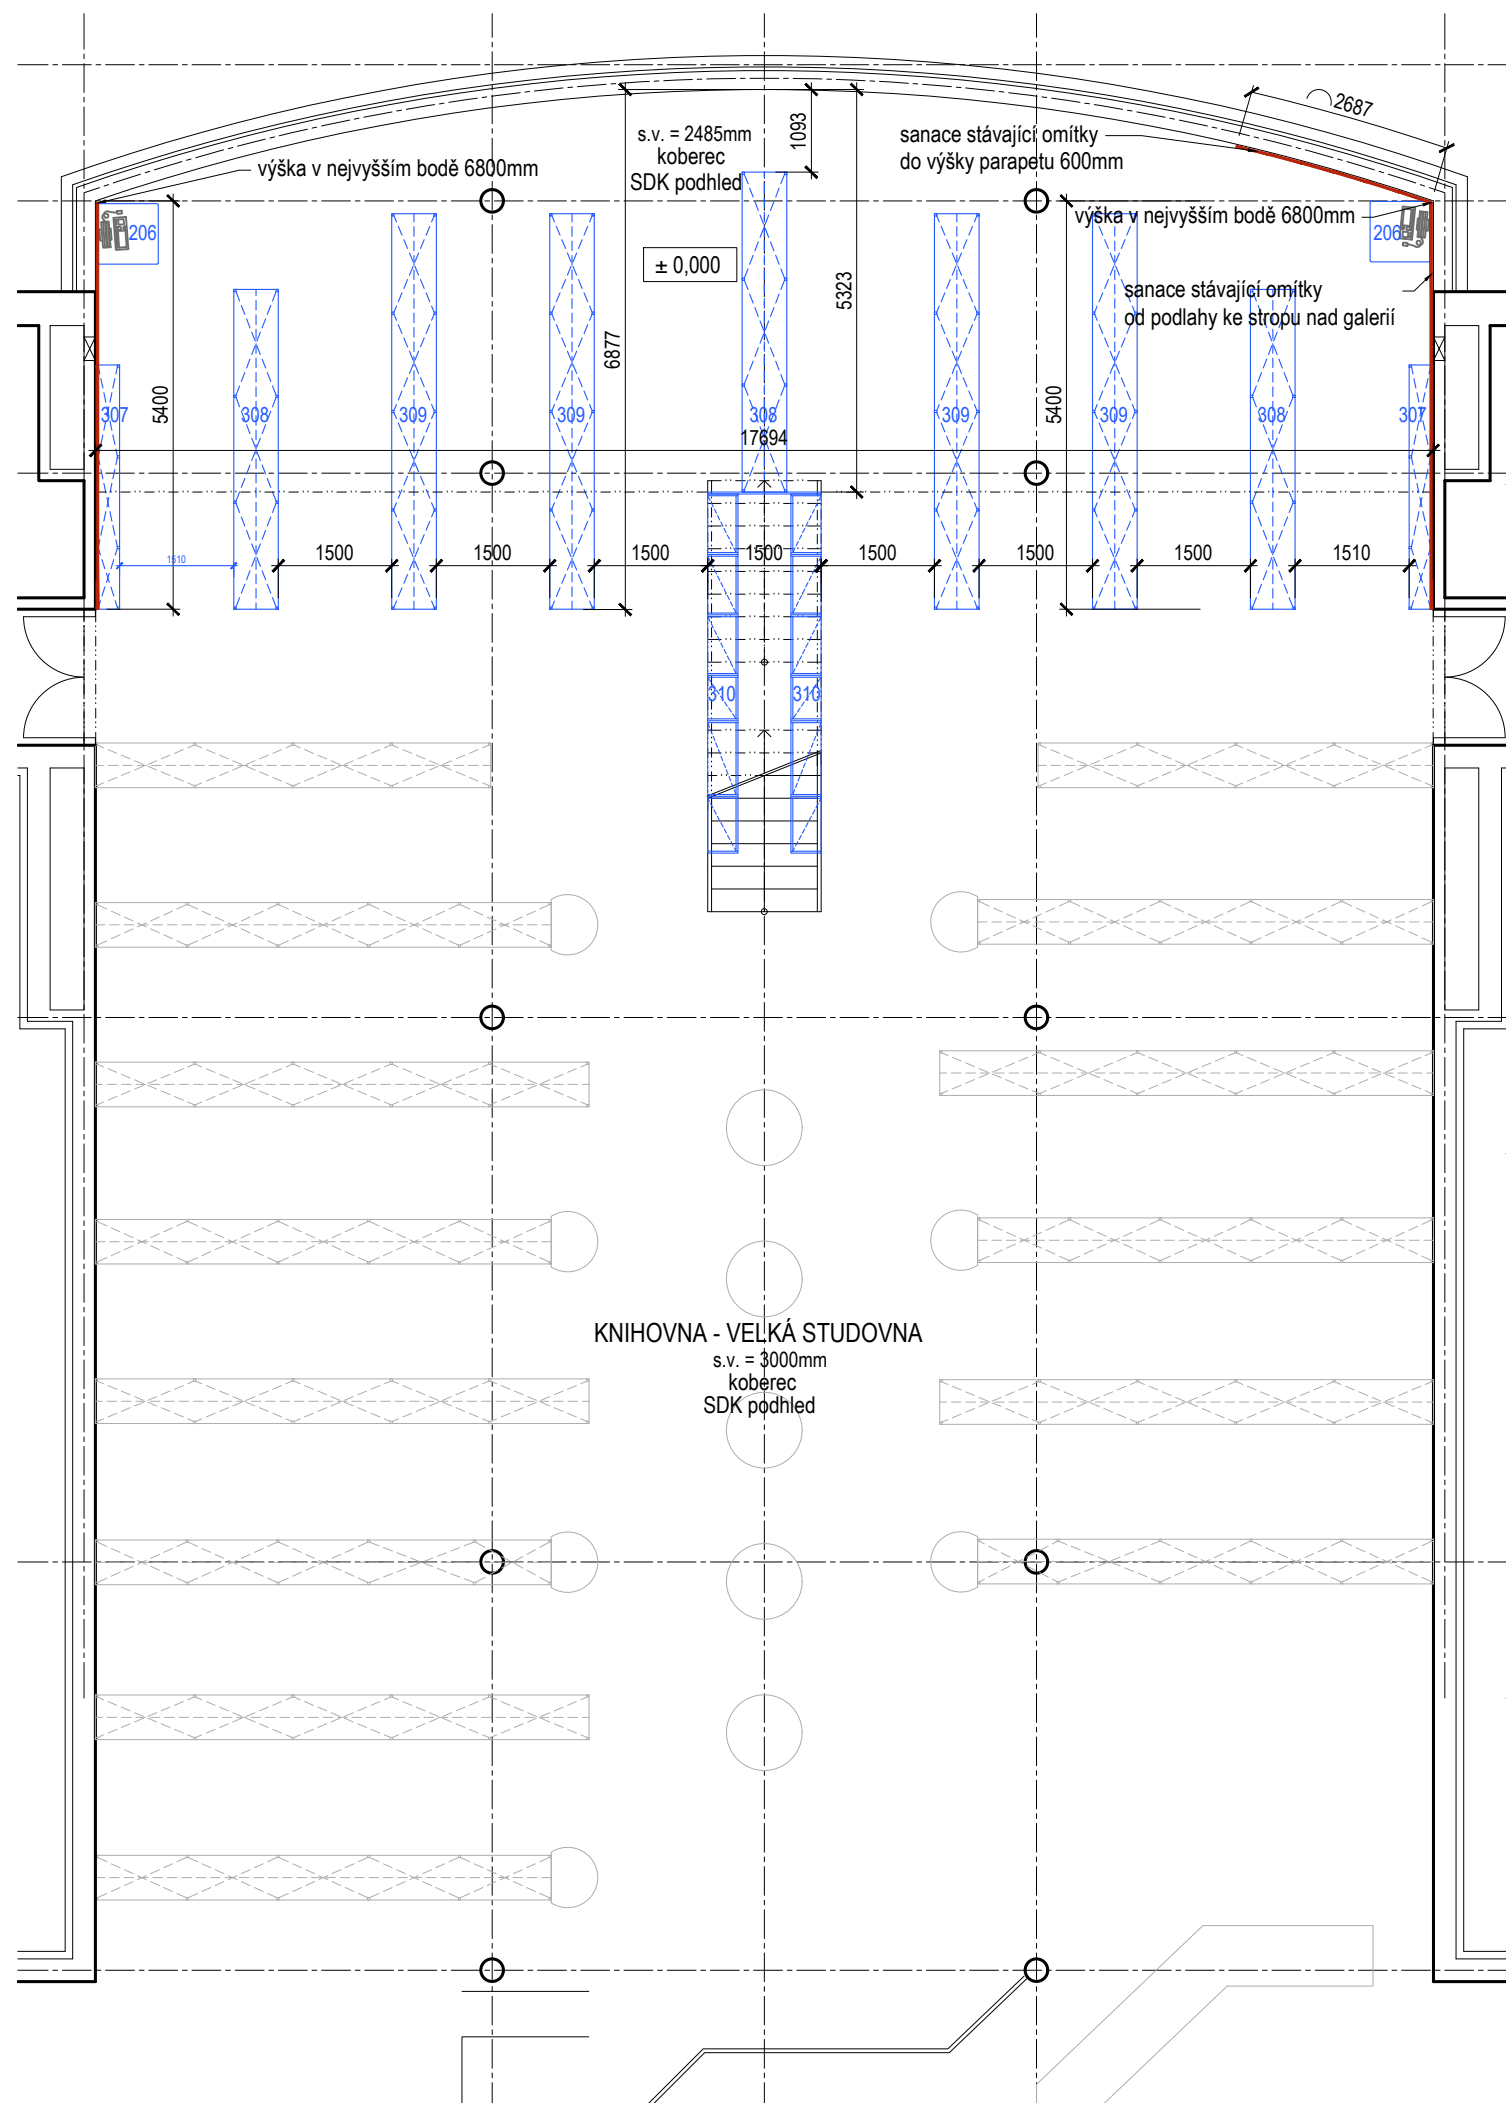 2687
s.v. = 2485mm
koberec
SDK podhled
1093
sanace stávající omítky
do výšky parapetu 600mm
výška v nejvyšším bodě 6800mm
výška v nejvyšším bodě 6800mm
206
206
± 0,000
5323
sanace stávající omítky
od podlahy ke stropu nad galerií
6877
5400
5400
307
308
309
309
308
309
309
308
307
17694
1510
1500
1500
1500
1500
1500
1500
1500
1510
310
310
KNIHOVNA - VELKÁ STUDOVNA
s.v. = 3000mm
koberec
SDK podhled